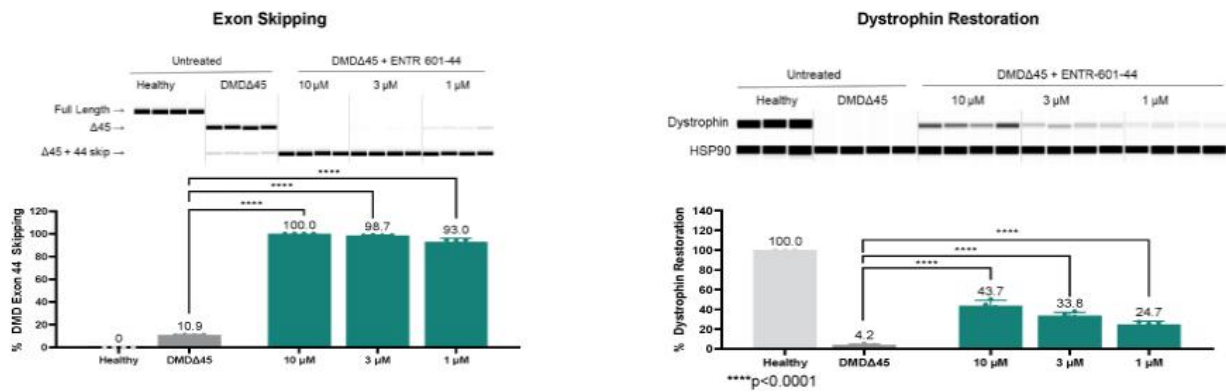 Exon Skipping
Untreated
DMDΔ45 + ENTR 601-44
Healthy
DMDΔ45
10 µM
3 µM
1 µM
Full Length →
Δ45 →
Δ45 + 44 skip →
% DMD Exon 44 Skipping
120
100
80
60
40
20
0
****
****
****
0
10.9
100.0
98.7
93.0
Healthy
DMDΔ45
10 µM
3 µM
1 µM
Dystrophin Restoration
Untreated
DMDΔ45 + ENTR-601-44
Healthy
DMDΔ45
10 µM
3 µM
1 µM
Dystrophin
HSP90
% Dystrophin Restoration
140
120
100
80
60
40
20
0
****
****
****
100.0
4.2
43.7
33.8
24.7
Healthy
DMDΔ45
10 µM
3 µM
1 µM
****p<0.0001